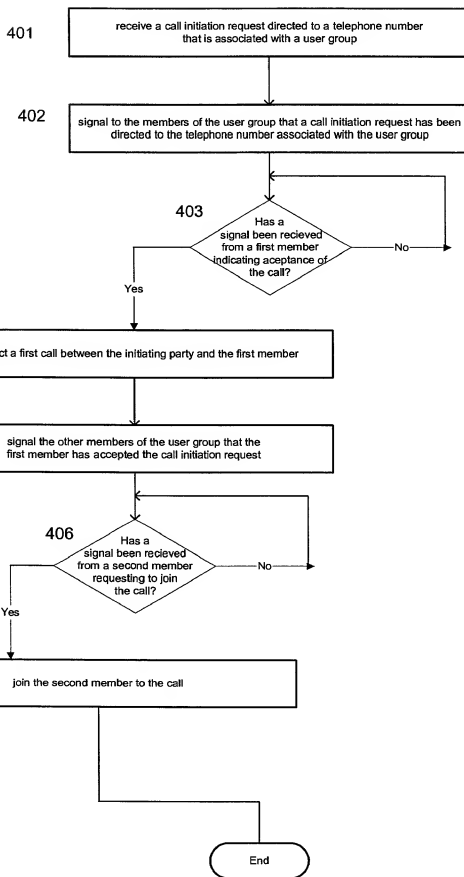 401
receive a call initiation request directed to a telephone number
that is associated with a user group
402
signal to the members of the user group that a call initiation request has been
directed to the telephone number associated with the user group
403
Has a
signal been recieved
from a first member
indicating aceptance of
the call?
No
Yes
ct a first call between the initiating party and the first member
signal the other members of the user group that the
first member has accepted the call initiation request
406
Has a
signal been recieved
from a second member
requesting to join
the call?
No
Yes
join the second member to the call
End